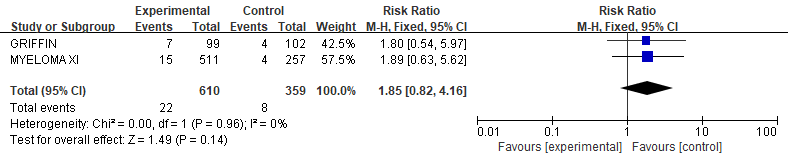 Experimental Control Risk Ratio Risk Ratio
Study or Subgroup Events Total Events Total Weight M-H, Fixed, 95% CI M-H, Fixed, 95% CI
GRIFFIN 7 99 4 102 42.5% 1.80 [0.54, 5.97]
MYELOMA XI 15 511 4 257 57.5% 1.89 [0.63, 5.62]
Total (95% CI) 610 359 100.0% 1.85 [0.82, 4.16]
Total events 22 8
Heterogeneity: Chi² = 0.00, df = 1 (P = 0.96); I² = 0%
Test for overall effect: Z = 1.49 (P = 0.14)
0.01 0.1 1 10 100
Favours [experimental] Favours [control]